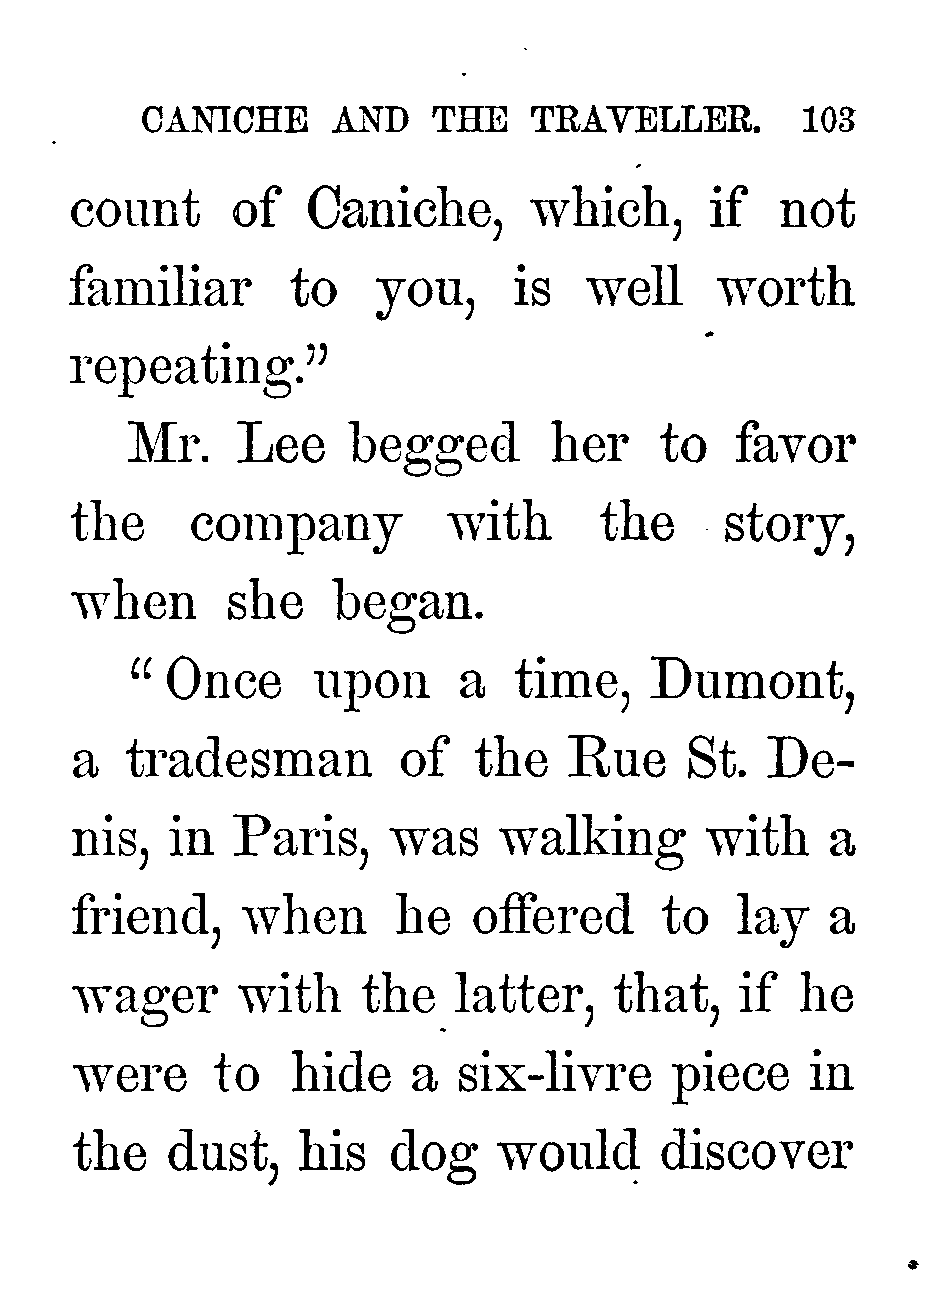 CANICHE AND THE TRAVELLER. 103
count of Caniche, which, if not
familiar to you, is well worth
repeating.”
Mr. Lee begged her to favor
the company with the story,
when she began.
“ Once upon a time, Dumont,
a tradesman of the Rue St. De-
nis, in Paris, was walking with a
friend, when he offered to lay a
wager with the latter, that, if he
were to hide a six-livre piece in
the dust, his dog would discover